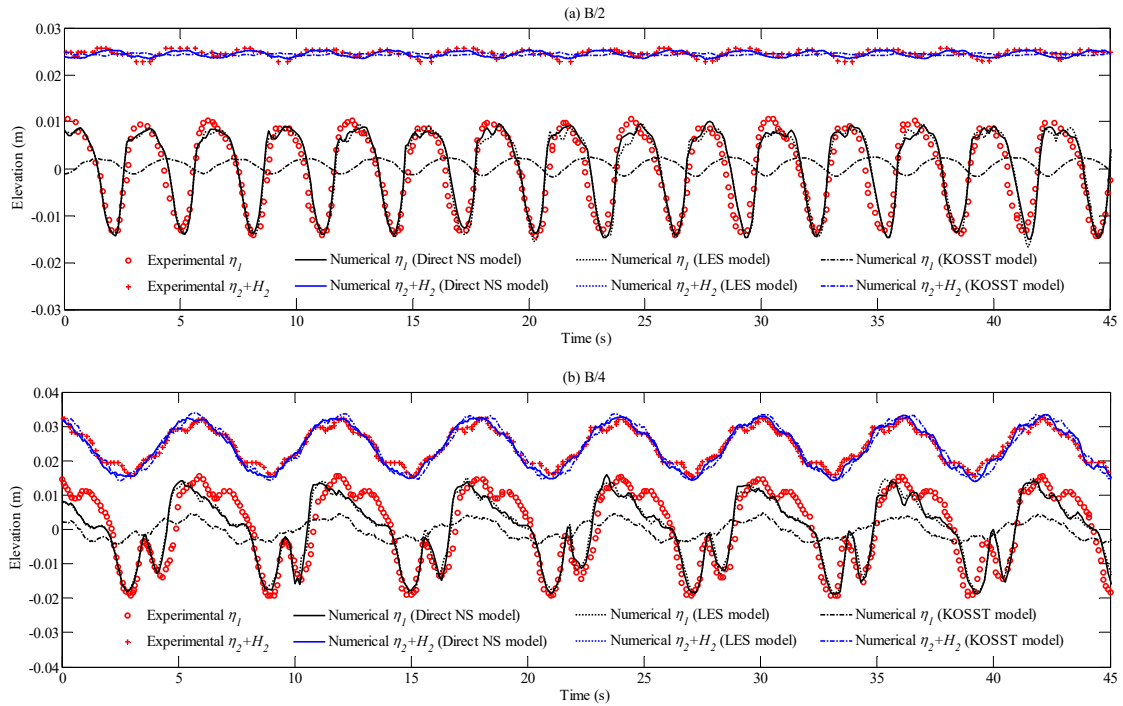 (a) B/2
0.03
0.02
0.01
0
-0.01
-0.02
-0.03
Elevation (m)
Experimental η1 Numerical η1 (Direct NS model) Numerical η1 (LES model) Numerical η1 (KOSST model)
Experimental η2+H2 Numerical η2+H2 (Direct NS model) Numerical η2+H2 (LES model) Numerical η2+H2 (KOSST model)
0 5 10 15 20 25 30 35 40 45
Time (s)
(b) B/4
0.04
0.03
0.02
0.01
0
-0.01
-0.02
-0.03
-0.04
Elevation (m)
Experimental η1 Numerical η1 (Direct NS model) Numerical η1 (LES model) Numerical η1 (KOSST model)
Experimental η2+H2 Numerical η2+H2 (Direct NS model) Numerical η2+H2 (LES model) Numerical η2+H2 (KOSST model)
0 5 10 15 20 25 30 35 40 45
Time (s)